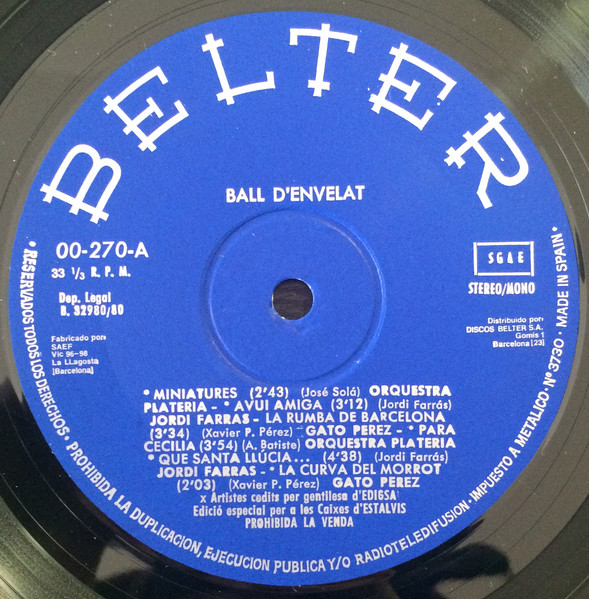 BELTER
BALL D'ENVELAT
00-270-A
33 1/3 R. P. M.
Dep. Legal
B. 32980/80
SGAE
STEREO/MONO
Fabricado por:
SAEF
Vic 96-98
La LLagosta
[Barcelona]
Distribuido por:
DISCOS BELTER S.A.
Gomis 1
Barcelona [23]
• MINIATURES (2'43) (José Solá) ORQUESTRA
PLATERIA - • AVUI AMIGA (3'12) (Jordi Farrás)
JORDI FARRAS - LA RUMBA DE BARCELONA
(3'34) (Xavier P. Pérez) GATO PEREZ - • PARA
CECILIA (3'54) (A. Batiste) ORQUESTRA PLATERIA
• QUE SANTA LLÚCIA... (4'38) (Jordi Farrás)
JORDI FARRAS - • LA CURVA DEL MORROT
(2'03) (Xavier P. Pérez) GATO PEREZ
x Artistes cedits per gentilesa d'EDIGSA
Edició especial per a les Caixes d'ESTALVIS
PROHIBIDA LA VENDA
• RESERVADOS TODOS LOS DERECHOS • PROHIBIDA LA DUPLICACION, EJECUCION PUBLICA Y/O RADIOTELEDIFUSION • IMPUESTO A METALICO • Nº 3730 • MADE IN SPAIN •